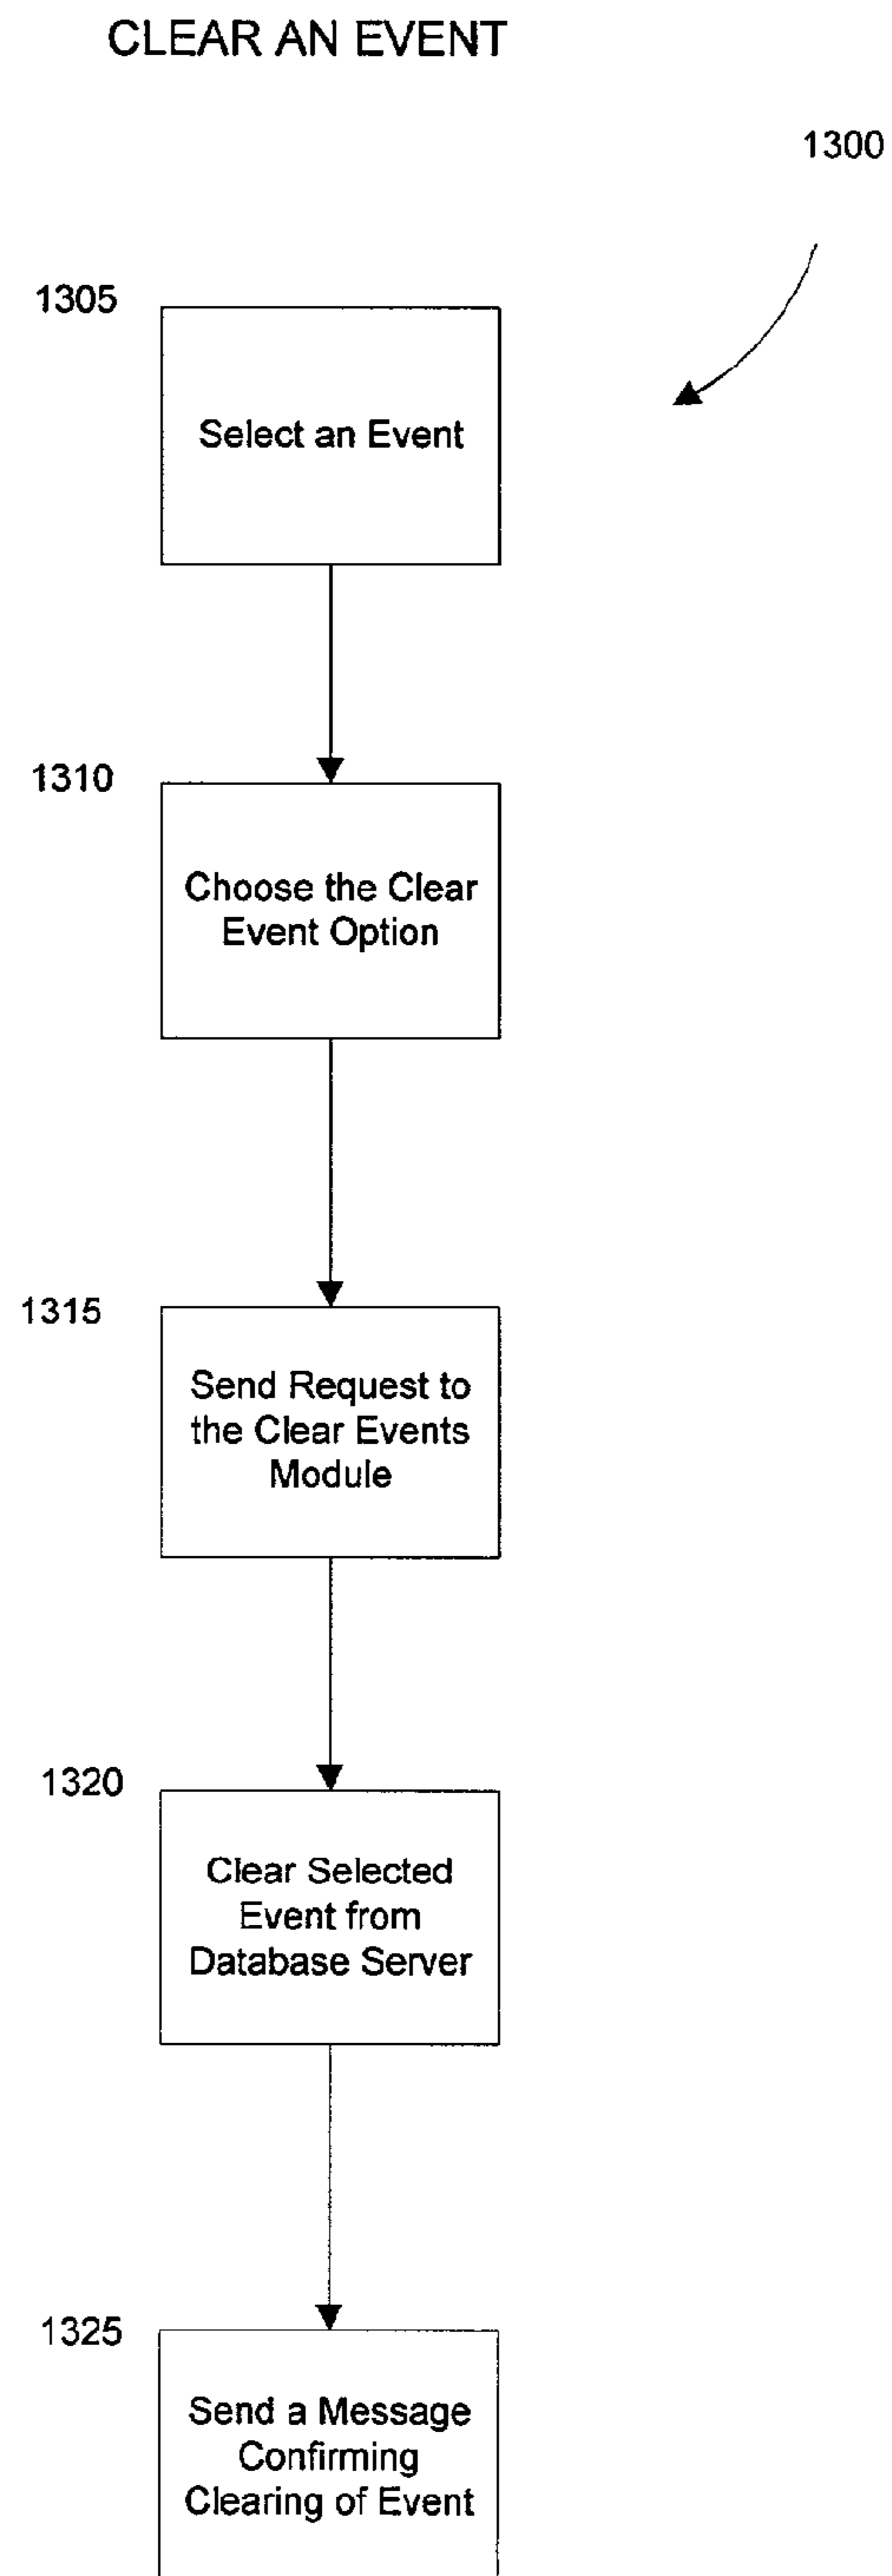 CLEAR AN EVENT
1300
1305
Select an Event
1310
Choose the Clear
Event Option
1315
Send Request to
the Clear Events
Module
1320
Clear Selected
Event from
Database Server
1325
Send a Message
Confirming
Clearing of Event